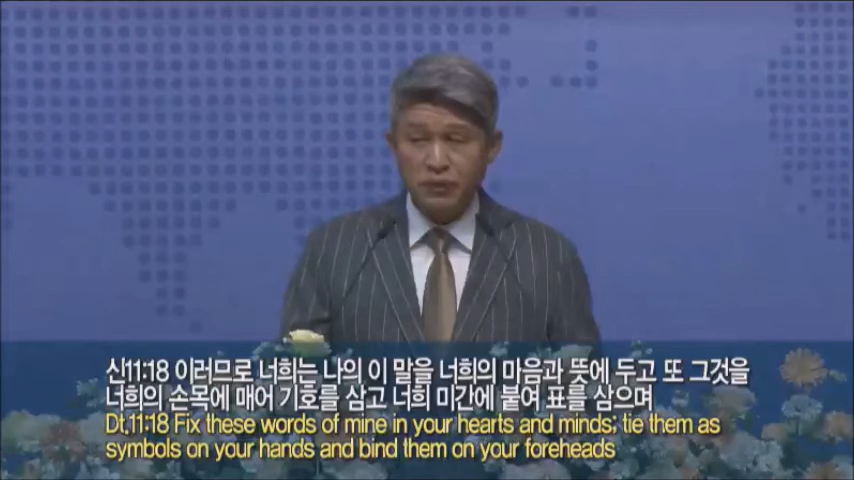 신11:18 이러므로 너희는 나의 이 말을 너희의 마음과 뜻에 두고 또 그것을
너희의 손목에 매어 기호를 삼고 너희 미간에 붙여 표를 삼으며
Dt,11:18 Fix these words of mine in your hearts and minds; tie them as
symbols on your hands and bind them on your foreheads